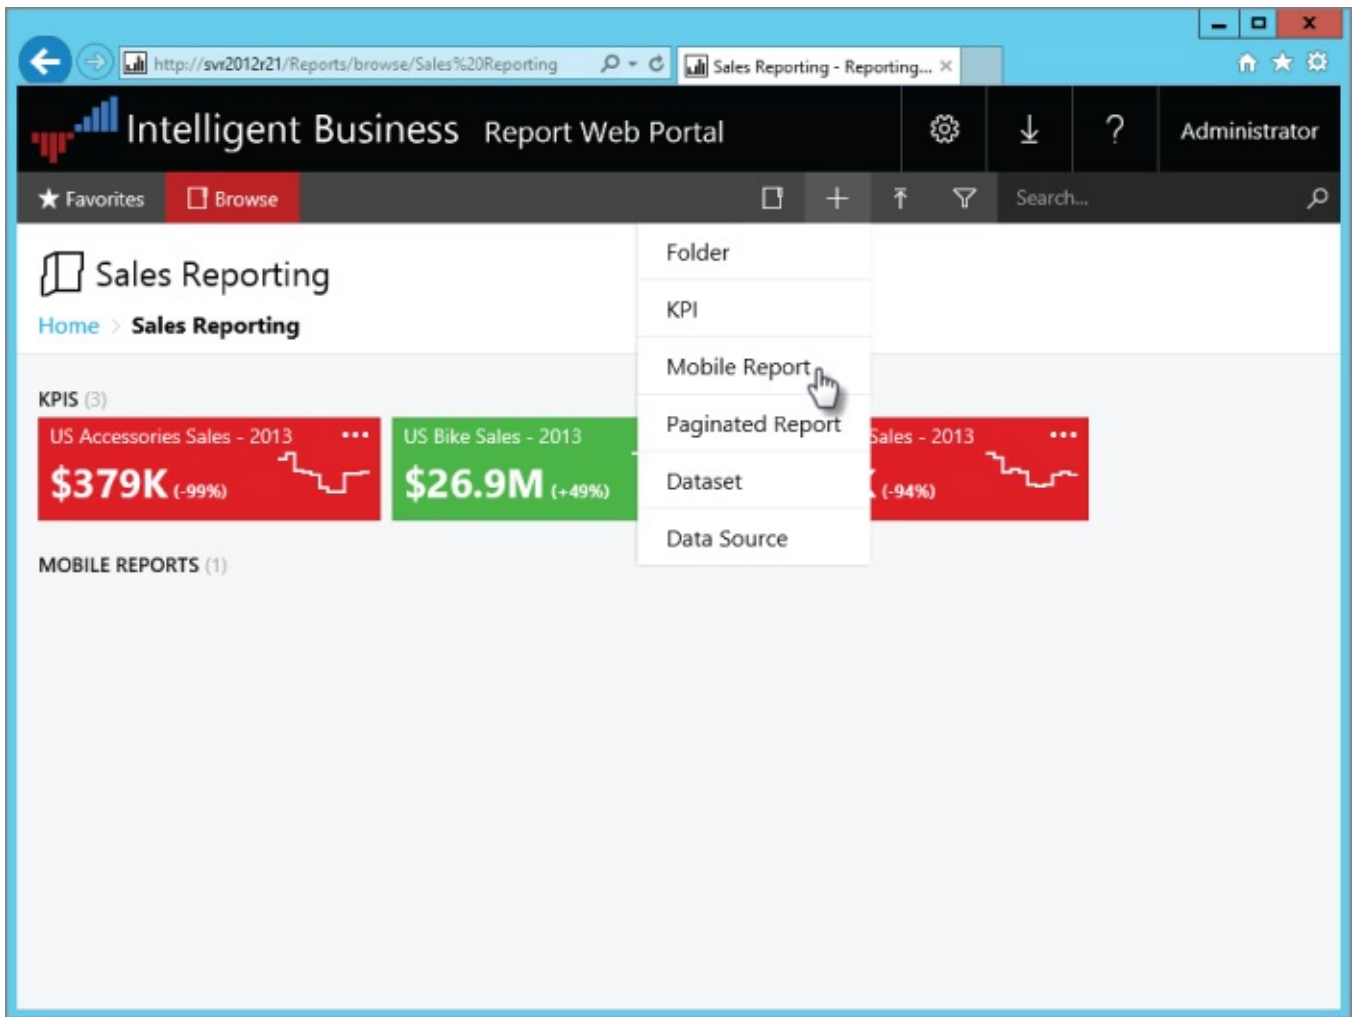 http://svr2012r21/Reports/browse/Sales%20Reporting
Sales Reporting - Reporting...
Intelligent Business Report Web Portal
?
Administrator
Favorites
Browse
Search...
Folder
KPI
Mobile Report
Paginated Report
Dataset
Data Source
Sales Reporting
Home > Sales Reporting
KPIS (3)
US Accessories Sales - 2013
$379K (-99%)
US Bike Sales - 2013
$26.9M (+49%)
Sales - 2013
(-94%)
MOBILE REPORTS (1)